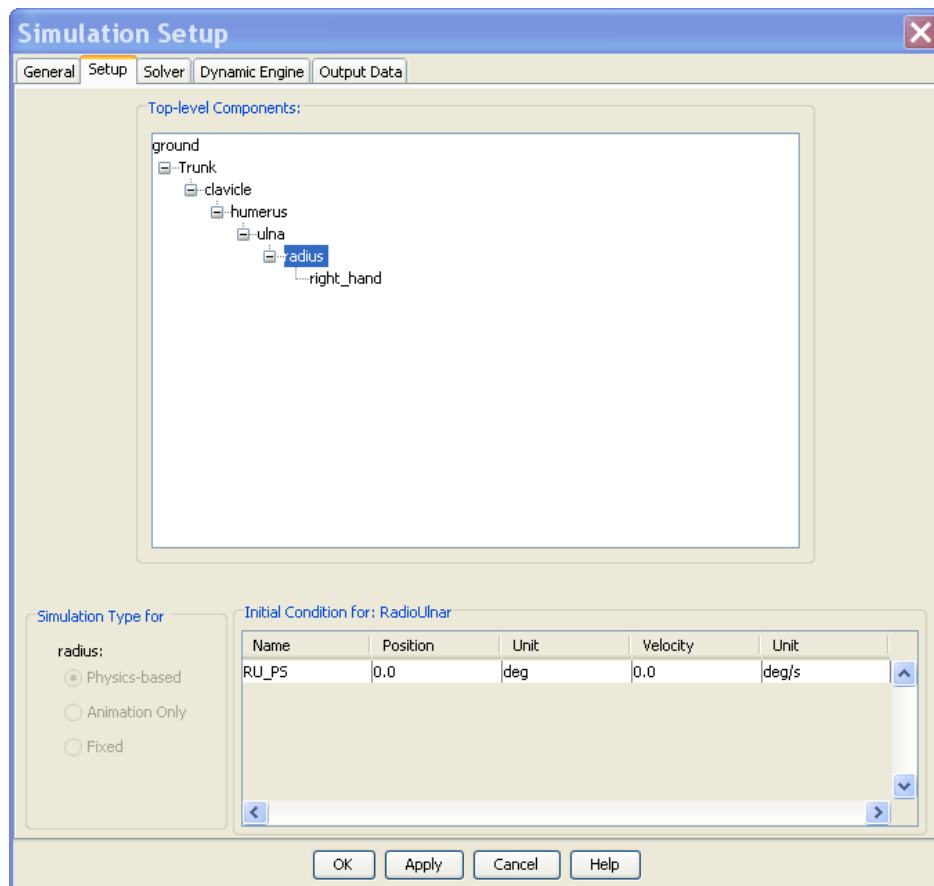 Simulation Setup
General Setup Solver Dynamic Engine Output Data
Top-level Components:
ground
Trunk
clavicle
humerus
ulna
radius
right_hand
Simulation Type for
radius:
Physics-based
Animation Only
Fixed
Initial Condition for: RadioUlnar
Name Position Unit Velocity Unit
RU_PS 0.0 deg 0.0 deg/s
OK Apply Cancel Help